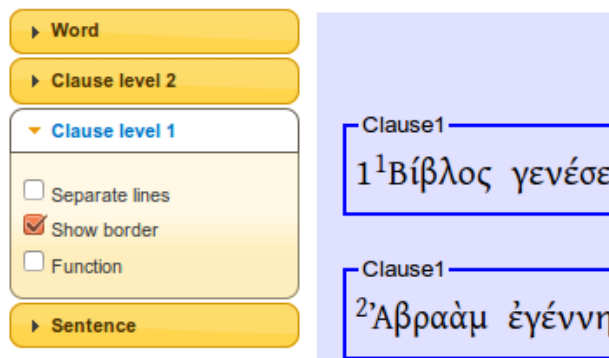 Word
Clause level 2
Clause level 1
Separate lines
Show border
Function
Sentence
Clause1
1¹Βίβλος
Clause1
²Ἀβραὰμ